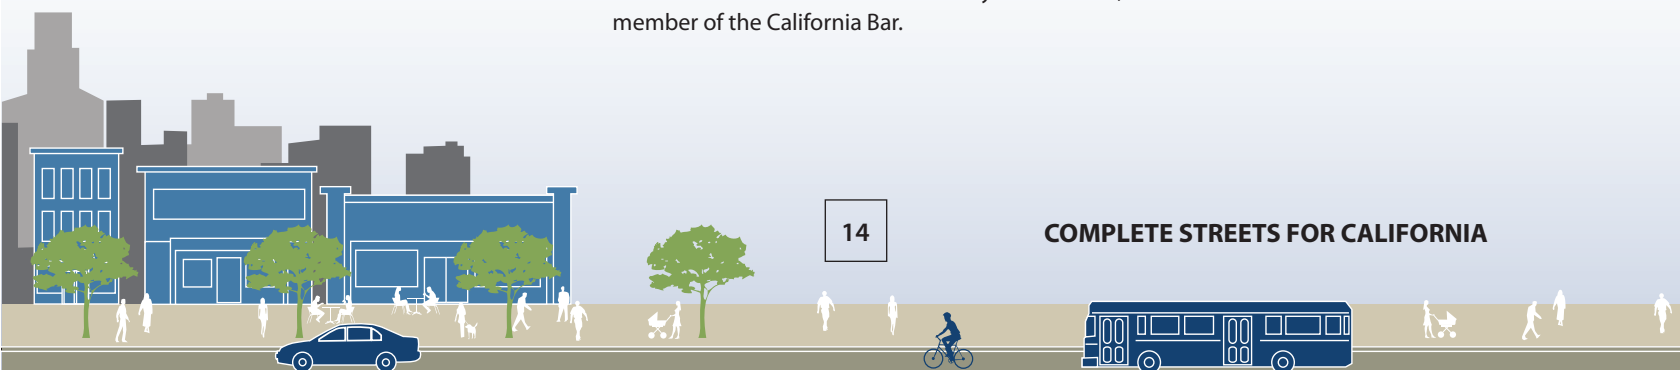 member of the California Bar.
14
COMPLETE STREETS FOR CALIFORNIA